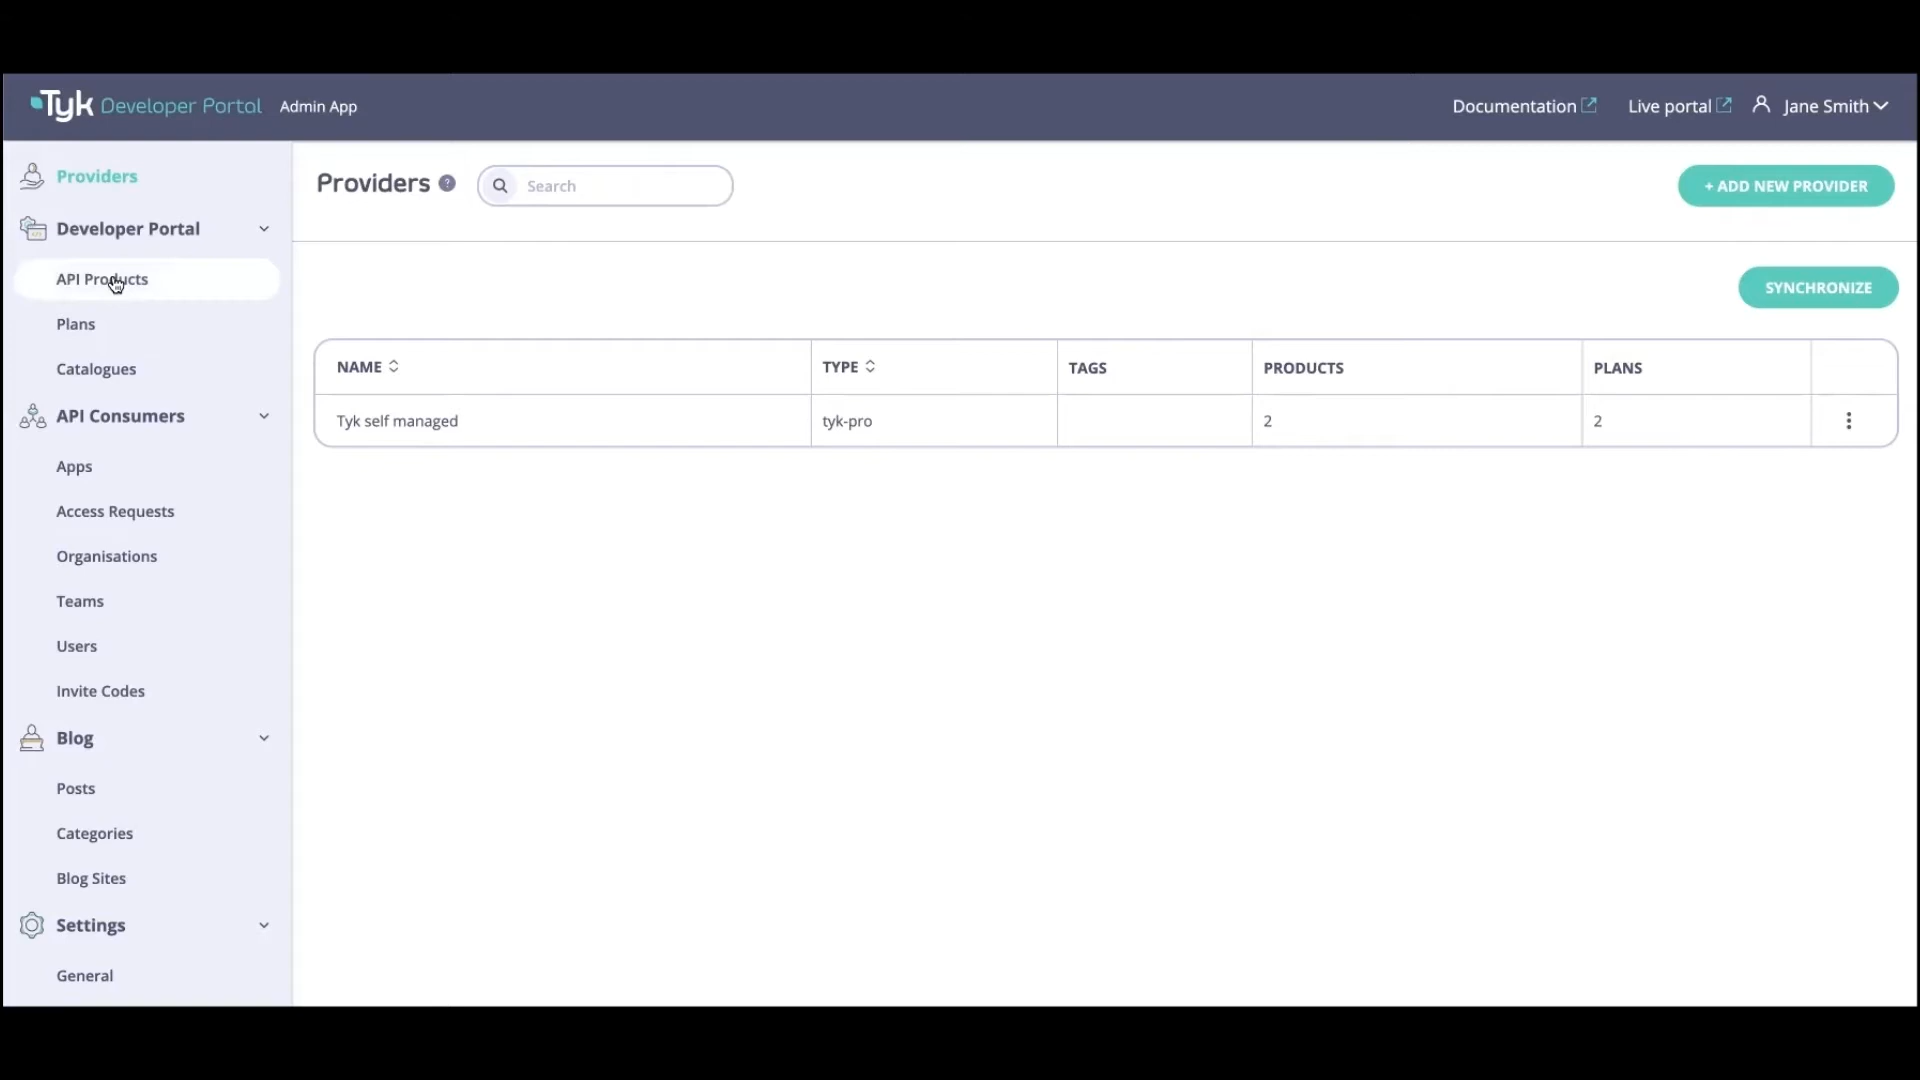 Tyk Developer Portal Admin App Documentation Live portal Jane Smith
Providers
Developer Portal
API Products
Plans
Catalogues
API Consumers
Apps
Access Requests
Organisations
Teams
Users
Invite Codes
Blog
Posts
Categories
Blog Sites
Settings
General
Providers ? Search + ADD NEW PROVIDER
SYNCHRONIZE
NAME TYPE TAGS PRODUCTS PLANS
Tyk self managed tyk-pro 2 2